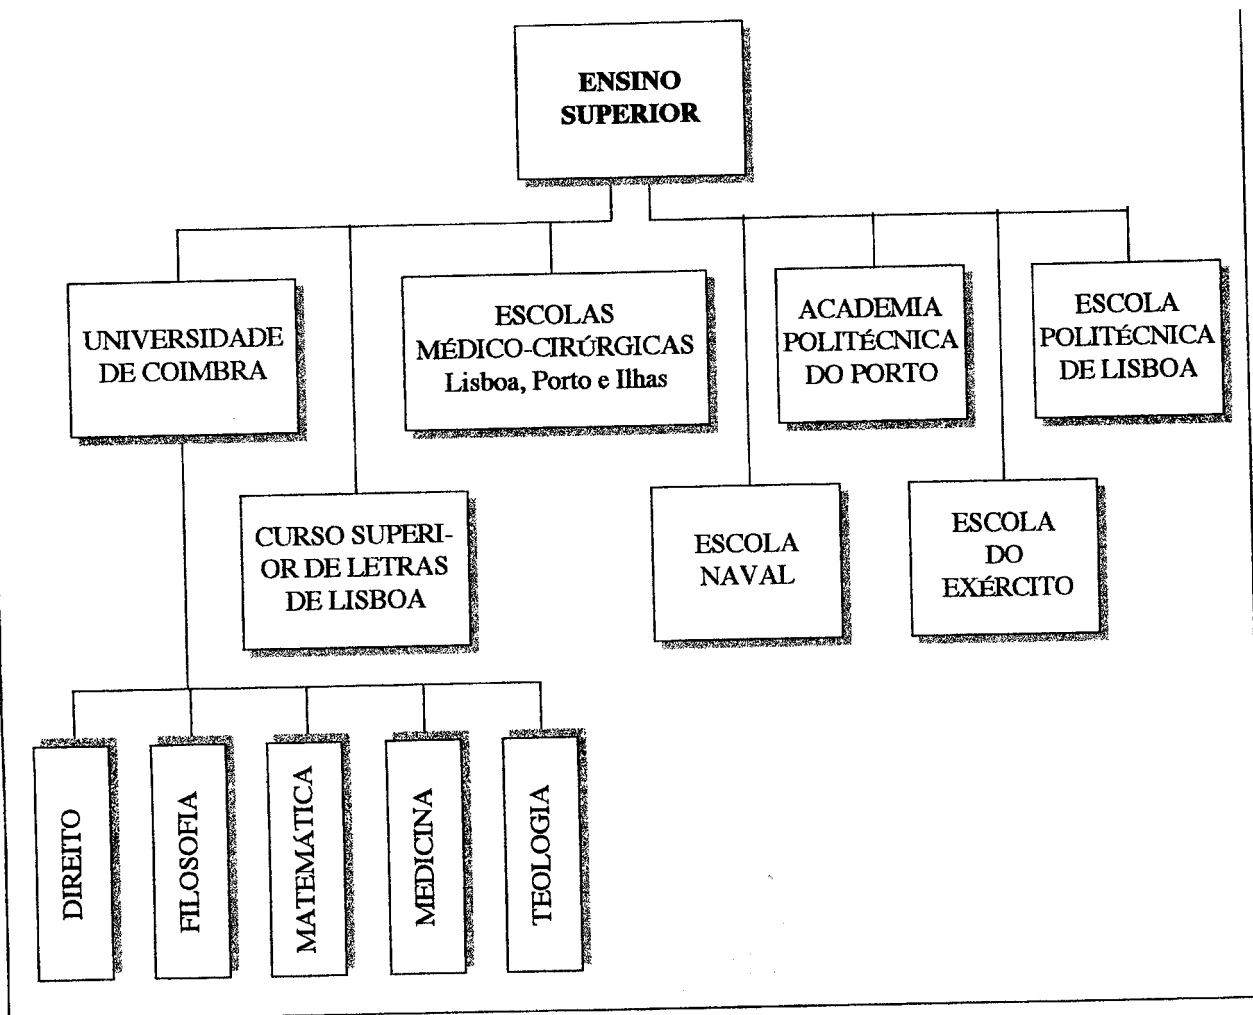 ENSINO
SUPERIOR
UNIVERSIDADE
DE COIMBRA
ESCOLAS
MÉDICO-CIRÚRGICAS
Lisboa, Porto e Ilhas
ACADEMIA
POLITÉCNICA
DO PORTO
ESCOLA
POLITÉCNICA
DE LISBOA
CURSO SUPERI-
OR DE LETRAS
DE LISBOA
ESCOLA
NAVAL
ESCOLA
DO
EXÉRCITO
DIREITO
FILOSOFIA
MATEMÁTICA
MEDICINA
TEOLOGIA